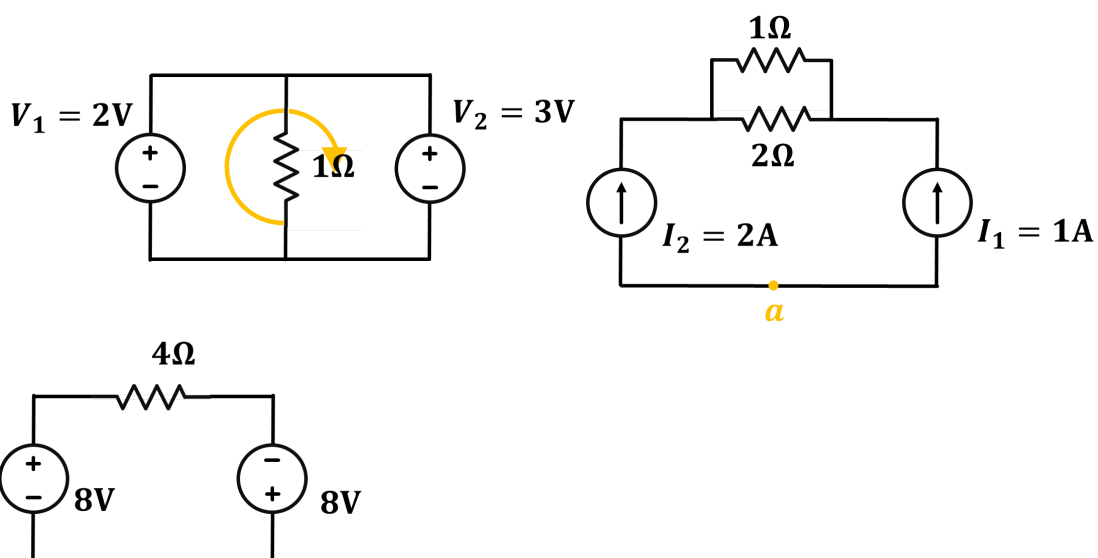 V₁ = 2V
1Ω
V₂ = 3V
+
−
+
−
1Ω
2Ω
I₂ = 2A
I₁ = 1A
a
4Ω
+
−
8V
−
+
8V